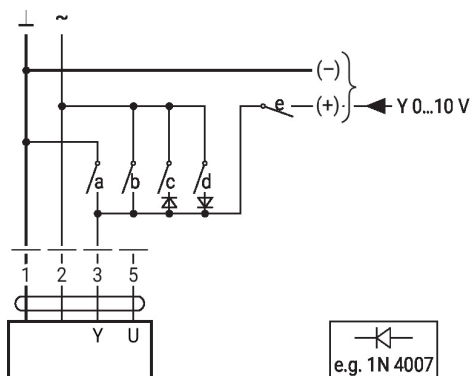 ⊥ ~
(−)
e (+) Y 0...10 V
a b c d
1 2 3 5
Y U
e.g. 1N 4007